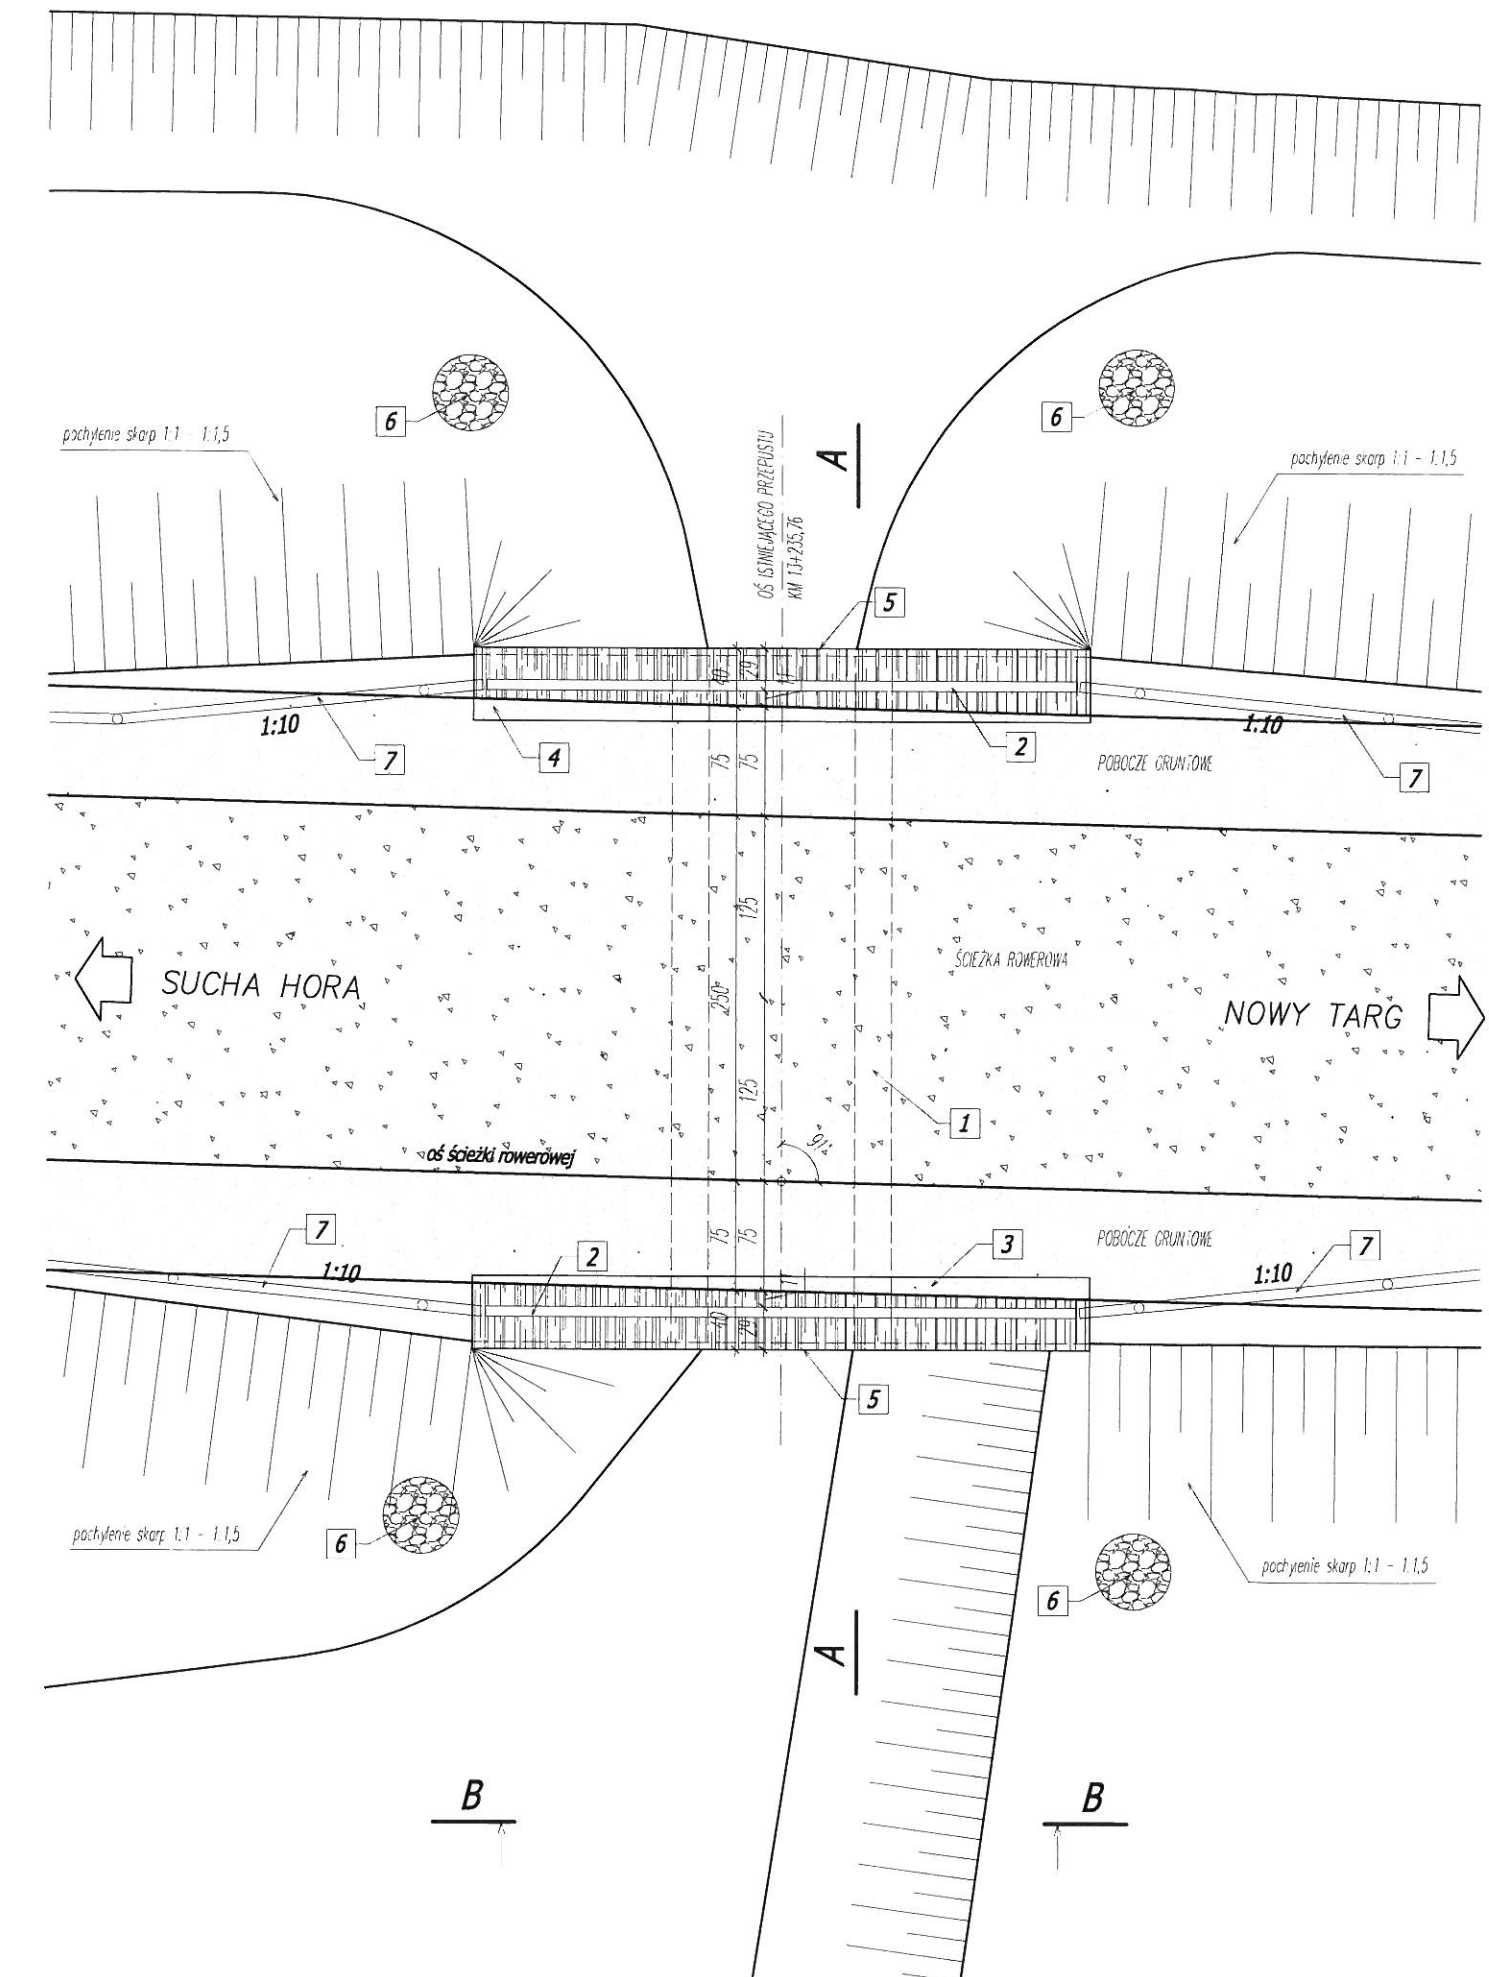 6
6
pochylenie skarp 1:1 - 1:1,5
A
pochylenie skarp 1:1 - 1:1,5
OŚ ISTNIEJĄCEGO PRZEPUSTU
KM 13+235,76
5
40
29
11
1:10
7
4
2
1:10
7
75
75
POBOCZE GRUNTOWE
125
ŚCIEŻKA ROWEROWA
SUCHA HORA
250
NOWY TARG
125
1
91°
oś ścieżki rowerowej
7
75
75
3
POBOCZE GRUNTOWE
7
1:10
2
11
1:10
40
29
5
pochylenie skarp 1:1 - 1:1,5
6
pochylenie skarp 1:1 - 1:1,5
6
A
B
B